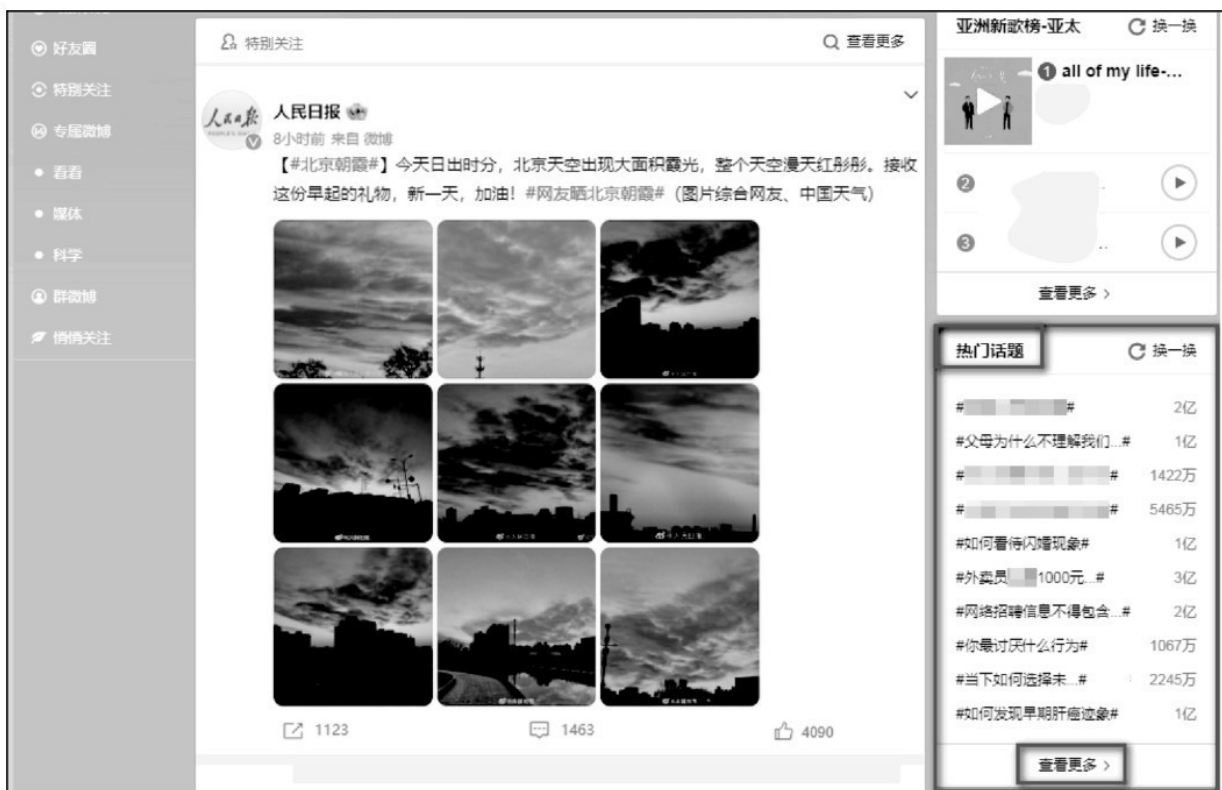 好友圈
特别关注
专属微博
看看
媒体
科学
群微博
悄悄关注
特别关注
查看更多
人民日报
8小时前 来自 微博
【#北京朝霞#】今天日出时分，北京天空出现大面积霞光，整个天空漫天红彤彤。接收
这份早起的礼物，新一天，加油！#网友晒北京朝霞#（图片综合网友、中国天气）
1123
1463
4090
亚洲新歌榜-亚太
换一换
1 all of my life-...
2
3
查看更多 >
热门话题
换一换
# # 2亿
#父母为什么不理解我们...# 1亿
# # 1422万
# # 5465万
#如何看待闪婚现象# 1亿
#外卖员 1000元...# 3亿
#网络招聘信息不得包含...# 2亿
#你最讨厌什么行为# 1067万
#当下如何选择未...# 2245万
#如何发现早期肝癌迹象# 1亿
查看更多 >